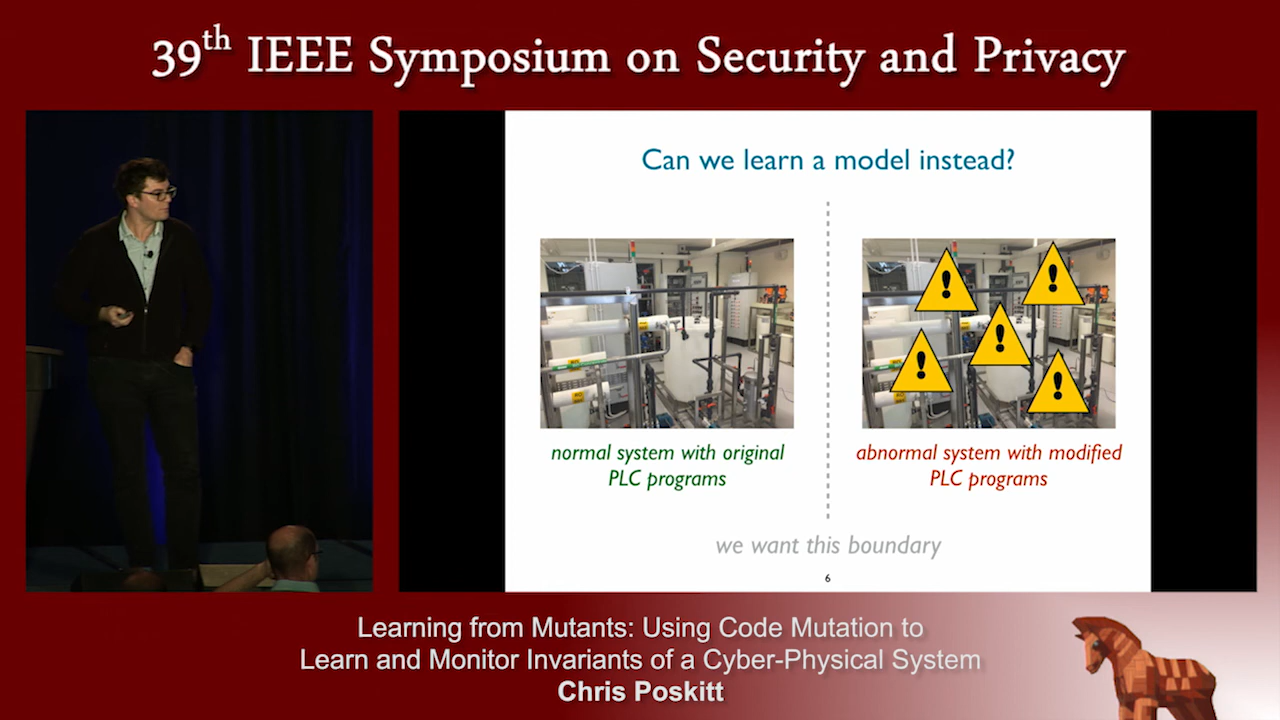 39th IEEE Symposium on Security and Privacy
Can we learn a model instead?
normal system with original
PLC programs
abnormal system with modified
PLC programs
we want this boundary
6
Learning from Mutants: Using Code Mutation to
Learn and Monitor Invariants of a Cyber-Physical System
Chris Poskitt